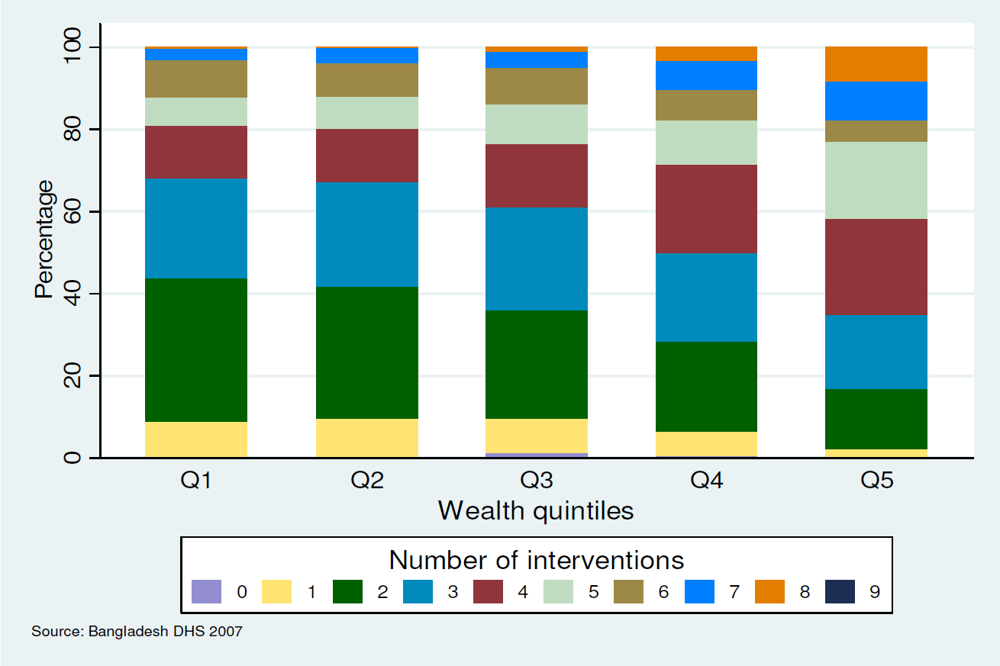 100
80
60
40
20
0
Percentage
Q1 Q2 Q3 Q4 Q5
Wealth quintiles
Number of interventions
0 1 2 3 4 5 6 7 8 9
Source: Bangladesh DHS 2007